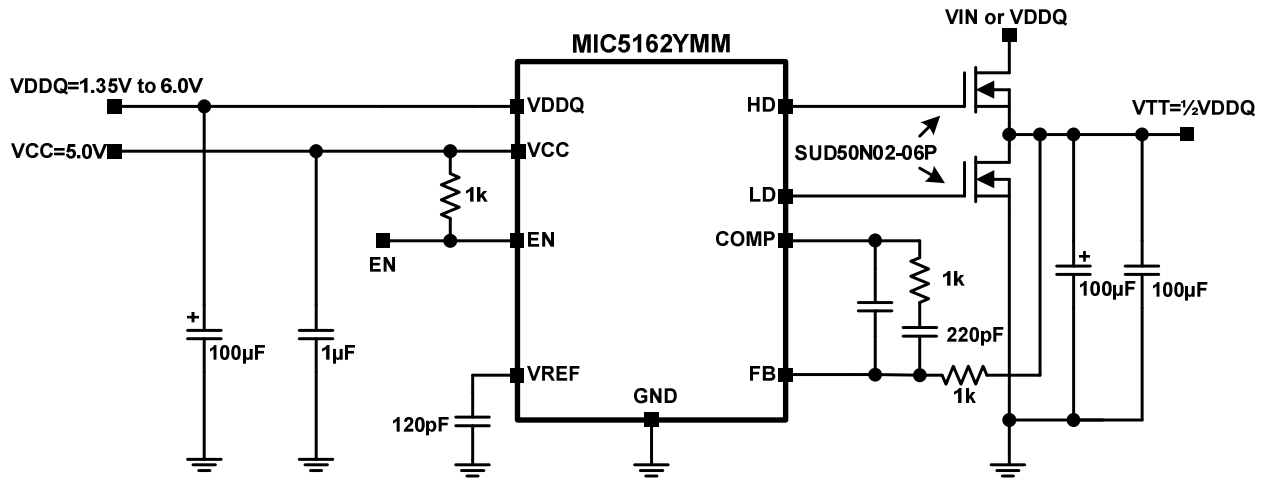 VIN or VDDQ
MIC5162YMM
VDDQ=1.35V to 6.0V
VDDQ
HD
VTT=½VDDQ
VCC=5.0V
VCC
SUD50N02-06P
1k
LD
EN
EN
COMP
1k
+
100µF
100µF
+
100µF
1µF
220pF
VREF
FB
1k
GND
120pF